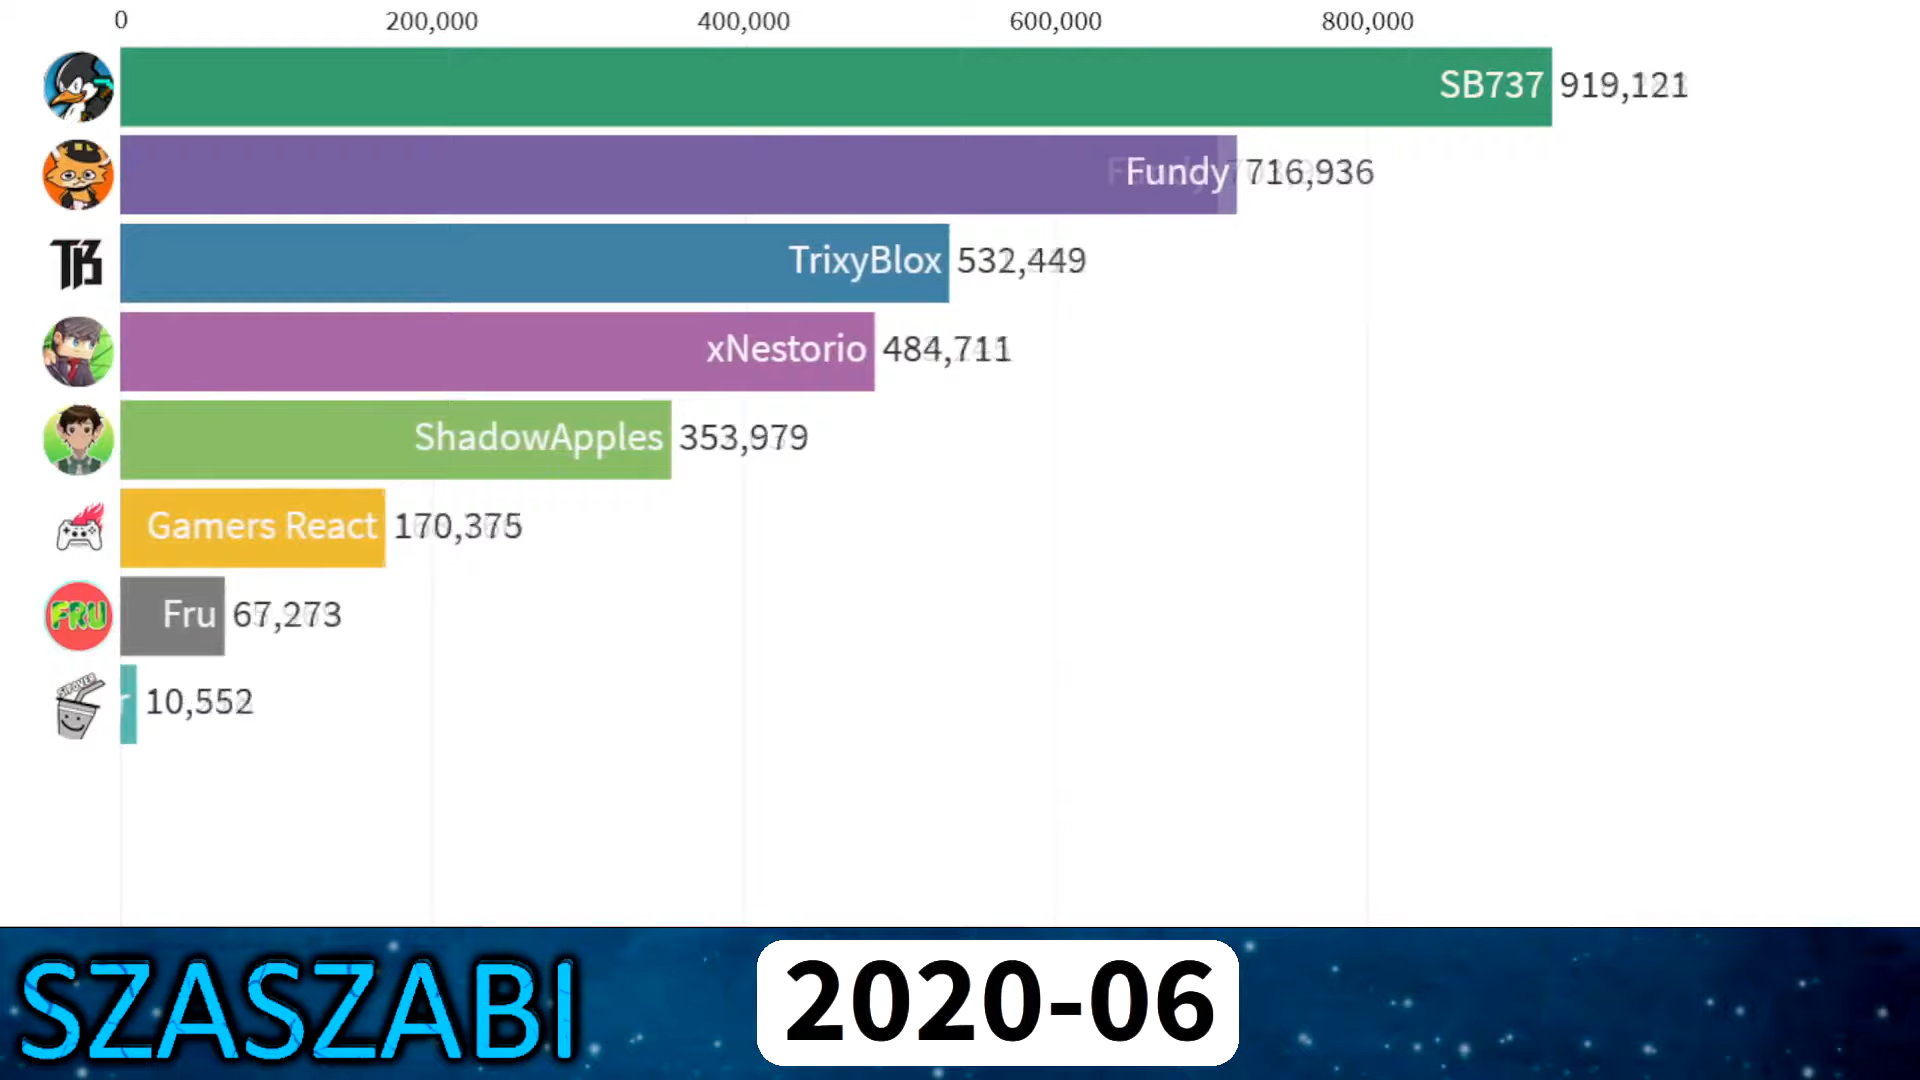 0 200,000 400,000 600,000 800,000
SB737 919,121
Fundy 716,936
TB
TrixyBlox 532,449
xNestorio 484,711
ShadowApples 353,979
Gamers React 170,375
FRU
Fru 67,273
SIPOVER
r 10,552
SZASZABI 2020-06